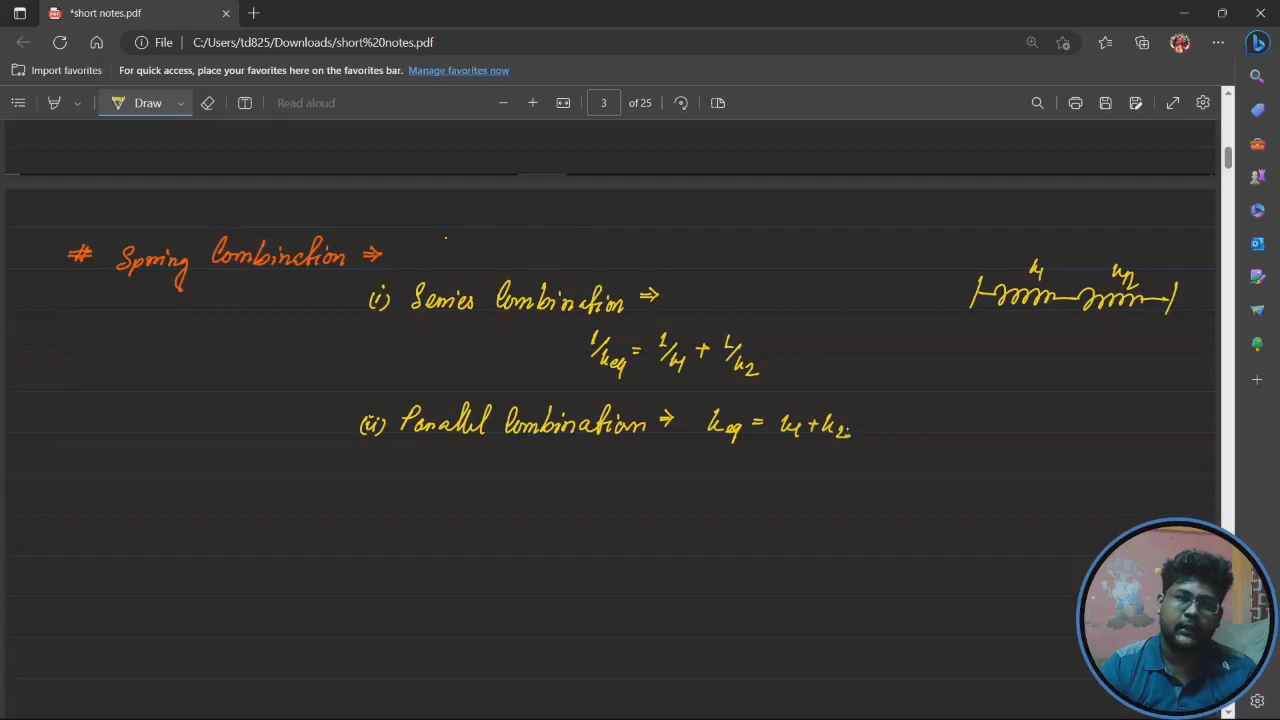 *short notes.pdf
File C:/Users/td825/Downloads/short%20notes.pdf
Import favorites For quick access, place your favorites here on the favorites bar. Manage favorites now
Draw Read aloud 3 of 25
# Spring Combination ⇒
(i) Series Combination ⇒
k1 k2
1/keq = 1/k1 + 1/k2
(ii) Parallel Combination ⇒ keq = k1 + k2